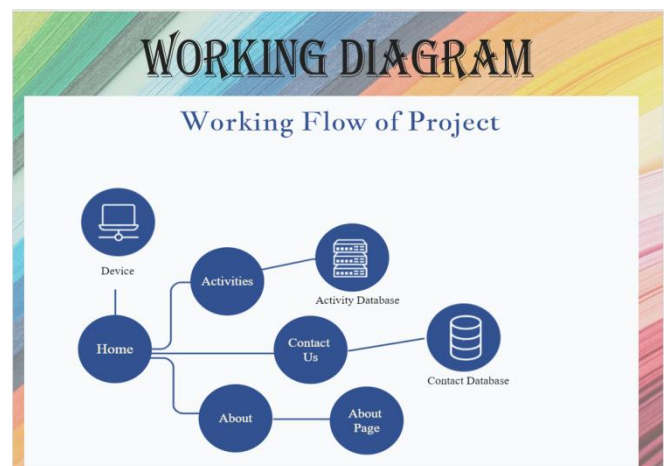 WORKING DIAGRAM
Working Flow of Project
Device
Activities
Activity Database
Home
Contact
Us
Contact Database
About
About
Page